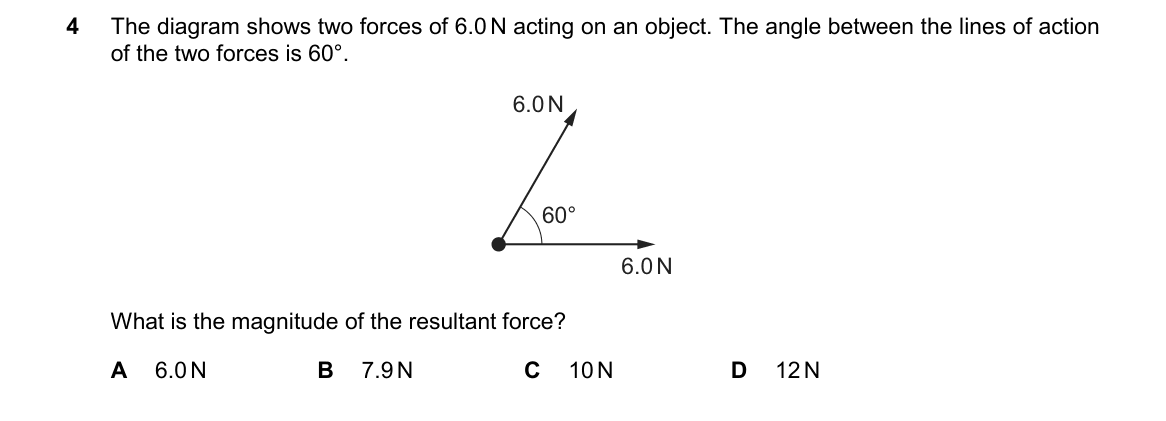 4 The diagram shows two forces of 6.0 N acting on an object. The angle between the lines of action
of the two forces is 60°.
6.0 N
60°
6.0 N
What is the magnitude of the resultant force?
A 6.0 N B 7.9 N C 10 N D 12 N